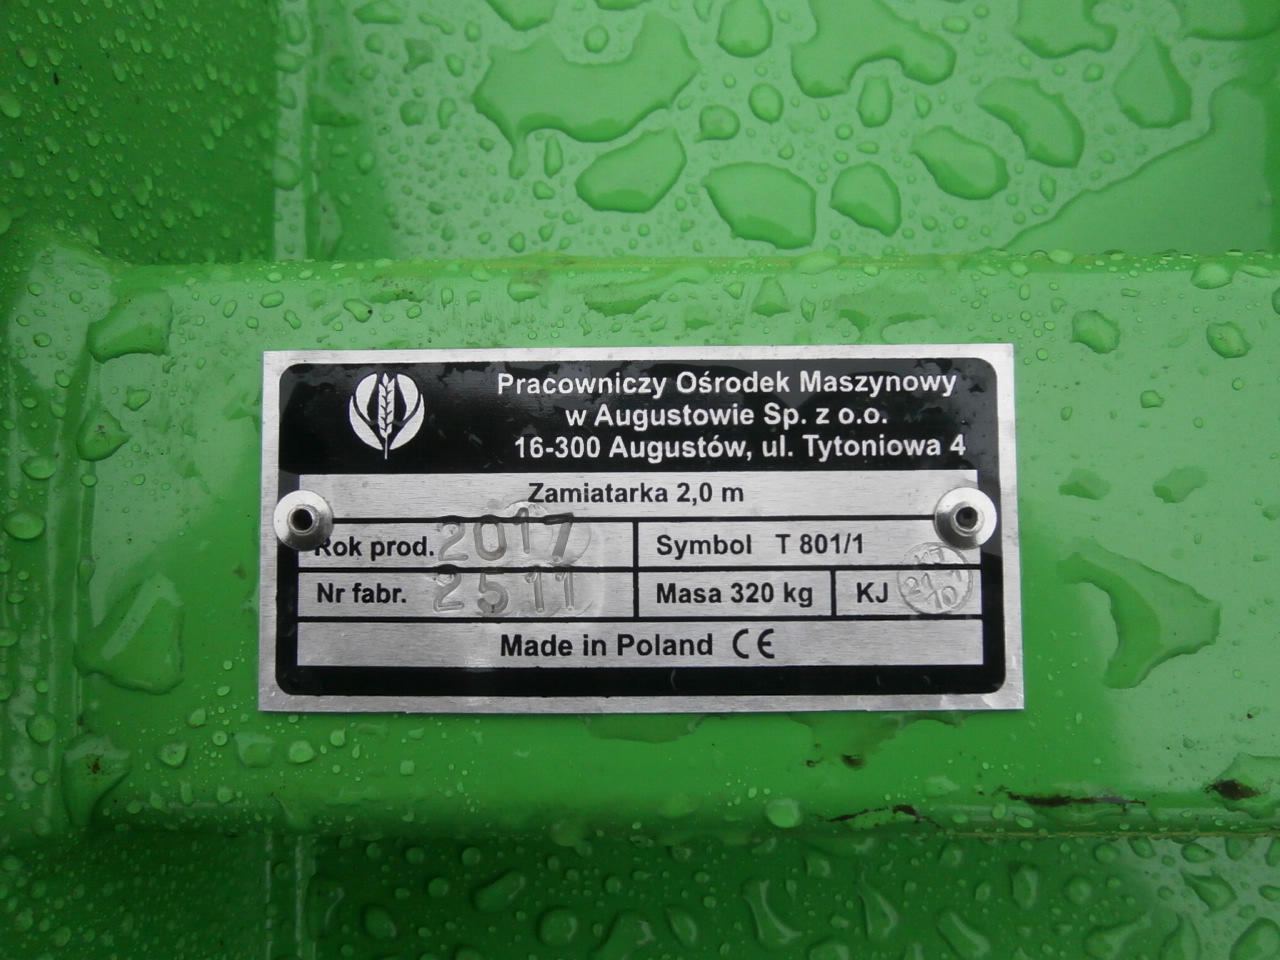 Pracowniczy Ośrodek Maszynowy
w Augustowie Sp. z o.o.
16-300 Augustów, ul. Tytoniowa 4
Zamiatarka 2,0 m
Rok prod. 2017
Symbol T 801/1
Nr fabr. 2511
Masa 320 kg
KJ
Made in Poland CE